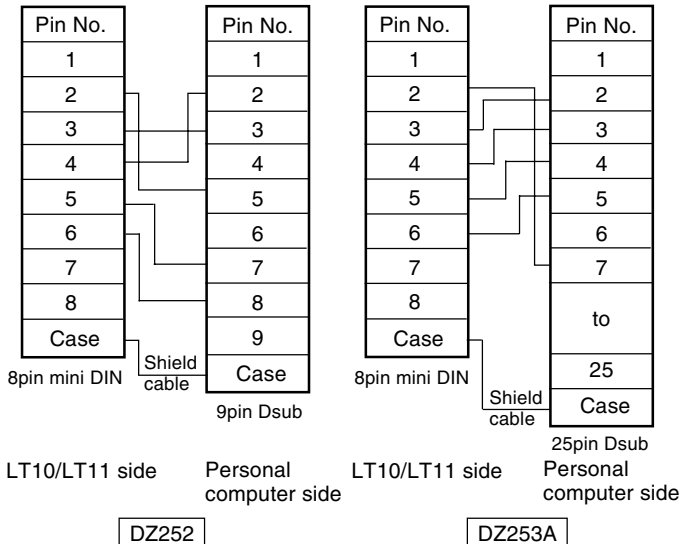 Pin No.
1
2
3
4
5
6
7
8
Case
8pin mini DIN
Shield
cable
Pin No.
1
2
3
4
5
6
7
8
9
Case
9pin Dsub
LT10/LT11 side
Personal
computer side
DZ252
Pin No.
1
2
3
4
5
6
7
8
Case
8pin mini DIN
Shield
cable
Pin No.
1
2
3
4
5
6
7
to
25
Case
25pin Dsub
LT10/LT11 side
Personal
computer side
DZ253A